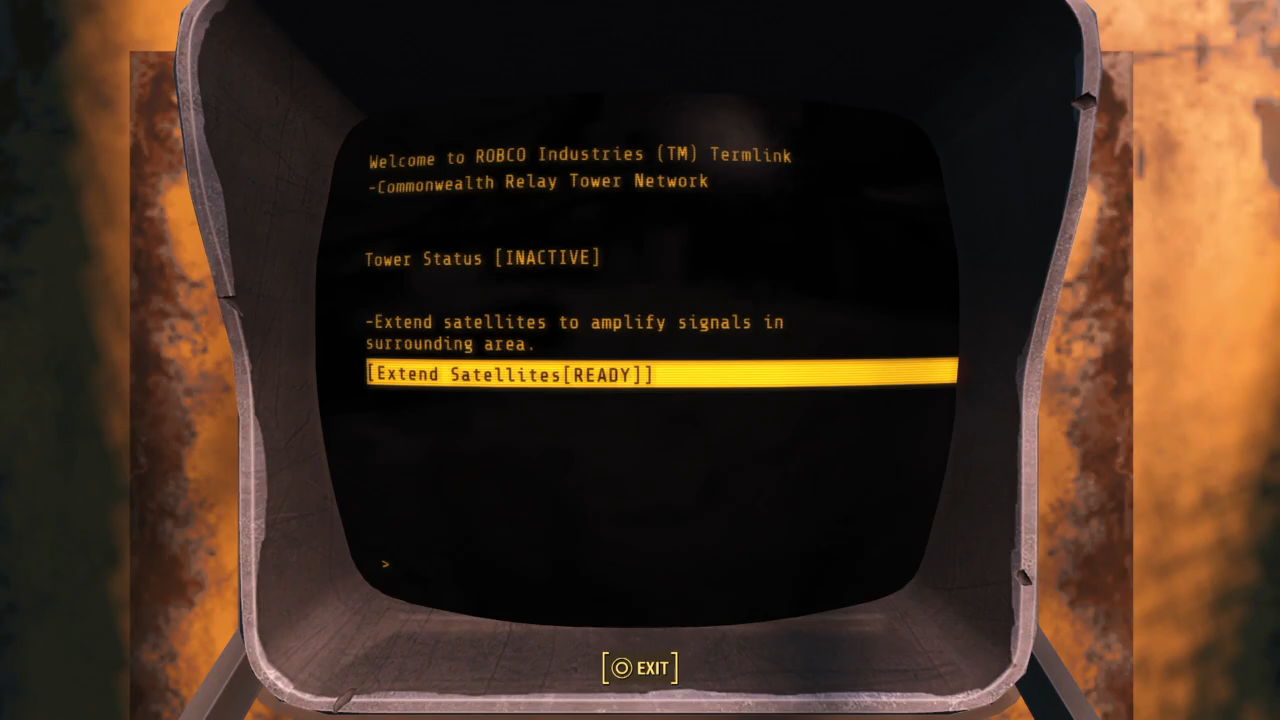 Welcome to ROBCO Industries (TM) Termlink
-Commonwealth Relay Tower Network
Tower Status [INACTIVE]
-Extend satellites to amplify signals in
surrounding area.
[Extend Satellites[READY]]
>
[EXIT]